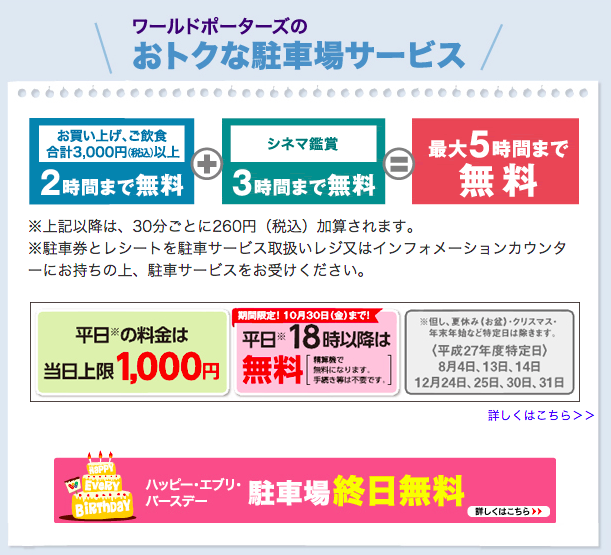 ワールドポーターズの
おトクな駐車場サービス
お買い上げ、ご飲食
合計3,000円(税込)以上
2時間まで無料
+
シネマ鑑賞
3時間まで無料
=
最大5時間まで
無料
※上記以降は、30分ごとに260円（税込）加算されます。
※駐車券とレシートを駐車サービス取扱いレジ又はインフォメーションカウンタ
ーにお持ちの上、駐車サービスをお受けください。
平日※の料金は
当日上限1,000円
期間限定！10月30日(金)まで！
平日※18時以降は
無料
精算機で
無料になります。
手続き等は不要です。
※但し、夏休み(お盆)・クリスマス・
年末年始など特定日は除きます。
〈平成27年度特定日〉
8月4日、13日、14日
12月24日、25日、30日、31日
詳しくはこちら＞＞
HAPPY
EVERY
BIRTHDAY
ハッピー・エブリ・
バースデー
駐車場終日無料
詳しくはこちら